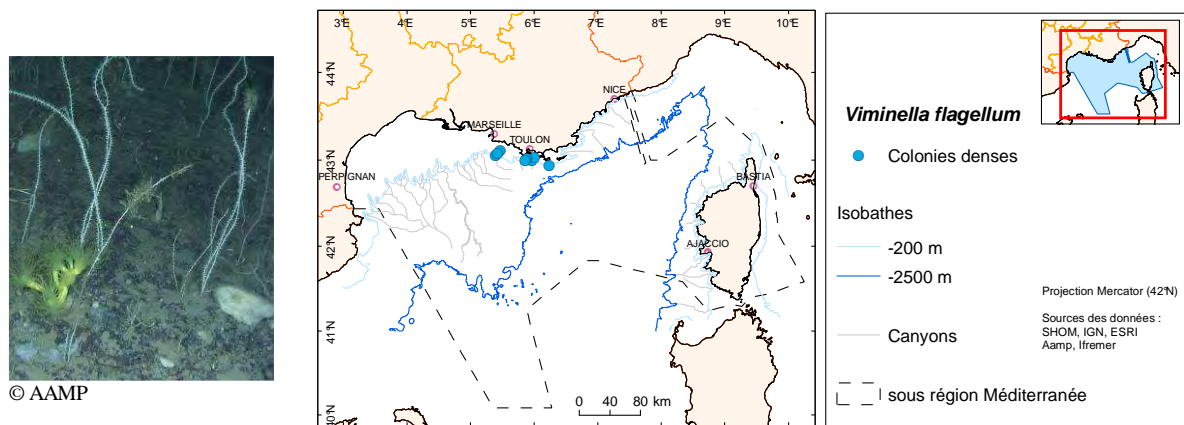 © AAMP
3°E 4°E 5°E 6°E 7°E 8°E 9°E 10°E
44°N
43°N
42°N
41°N
40°N
NICE
MARSEILLE
TOULON
PERPIGNAN
BASTIA
AJACCIO
0 40 80 km
Viminella flagellum
Colonies denses
Isobathes
-200 m
-2500 m
Canyons
sous région Méditerranée
Projection Mercator (42°N)
Sources des données :
SHOM, IGN, ESRI
Aamp, Ifremer